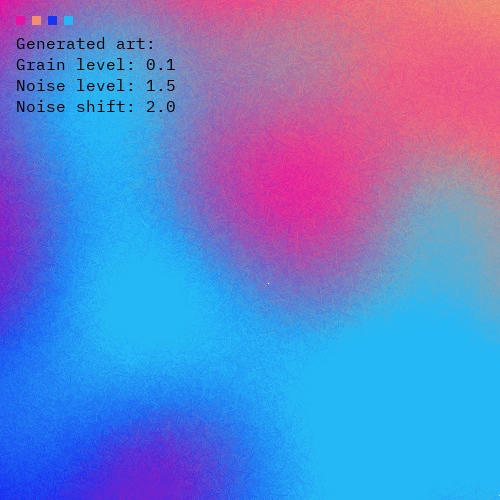 Generated art:
Grain level: 0.1
Noise level: 1.5
Noise shift: 2.0